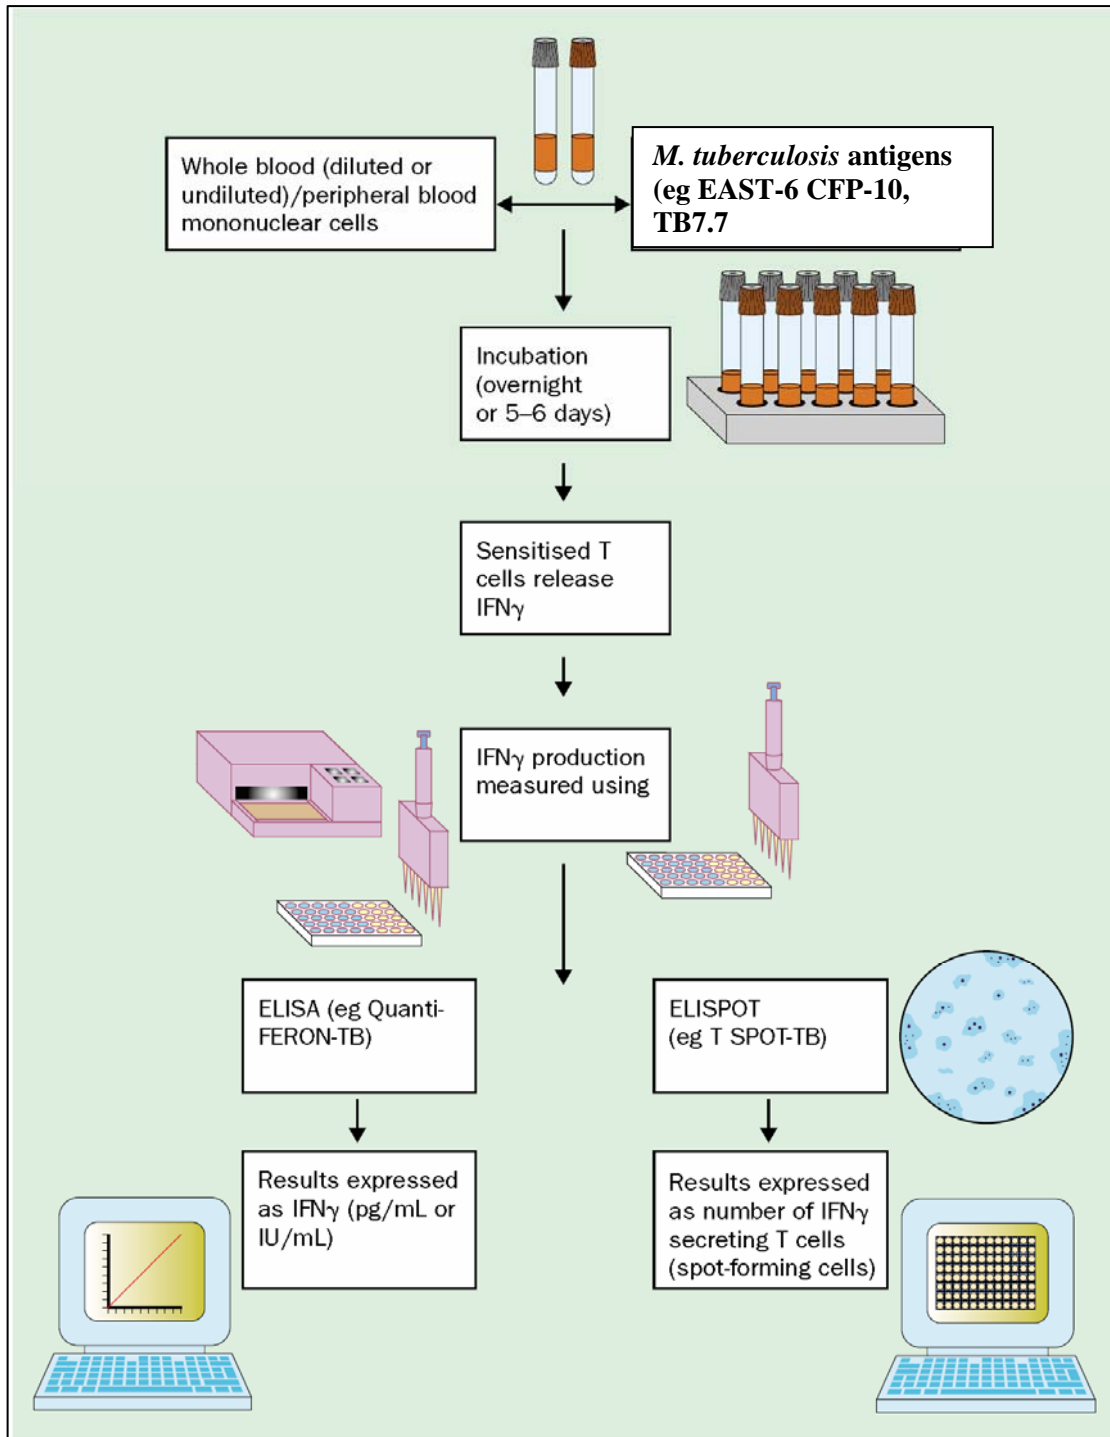 Whole blood (diluted or
undiluted)/peripheral blood
mononuclear cells
M. tuberculosis antigens
(eg EAST-6 CFP-10,
TB7.7
Incubation
(overnight
or 5–6 days)
Sensitised T
cells release
IFNγ
IFNγ production
measured using
ELISA (eg Quanti-
FERON-TB)
ELISPOT
(eg T SPOT-TB)
Results expressed
as IFNγ (pg/mL or
IU/mL)
Results expressed
as number of IFNγ
secreting T cells
(spot-forming cells)